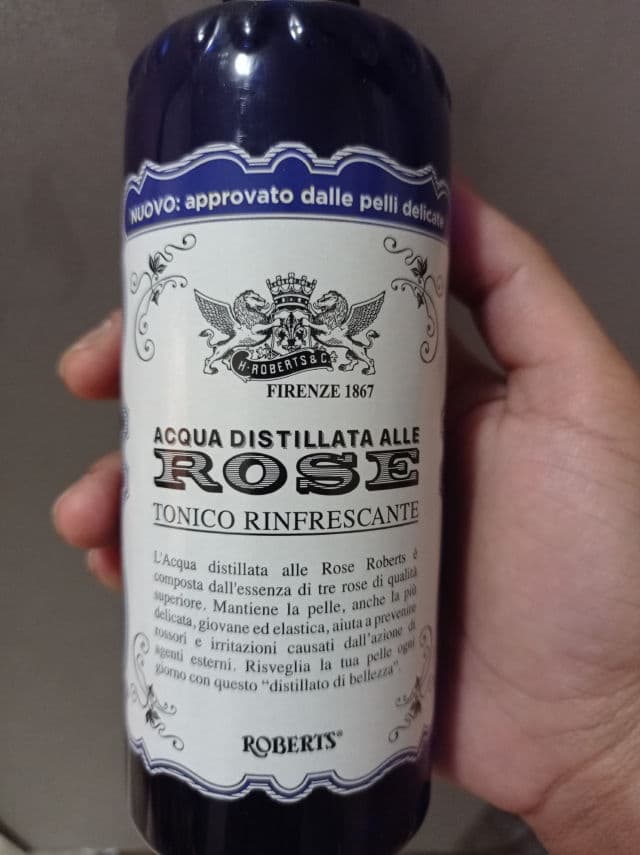 NUOVO: approvato dalle pelli delicate
H·ROBERTS & C°
FIRENZE 1867
ACQUA DISTILLATA ALLE
ROSE
TONICO RINFRESCANTE
L'Acqua distillata alle Rose Roberts è
composta dall'essenza di tre rose di qualità
superiore. Mantiene la pelle, anche la più
delicata, giovane ed elastica, aiuta a prevenire
rossori e irritazioni causati dall'azione di
agenti esterni. Risveglia la tua pelle ogni
giorno con questo “distillato di bellezza”.
ROBERTS®